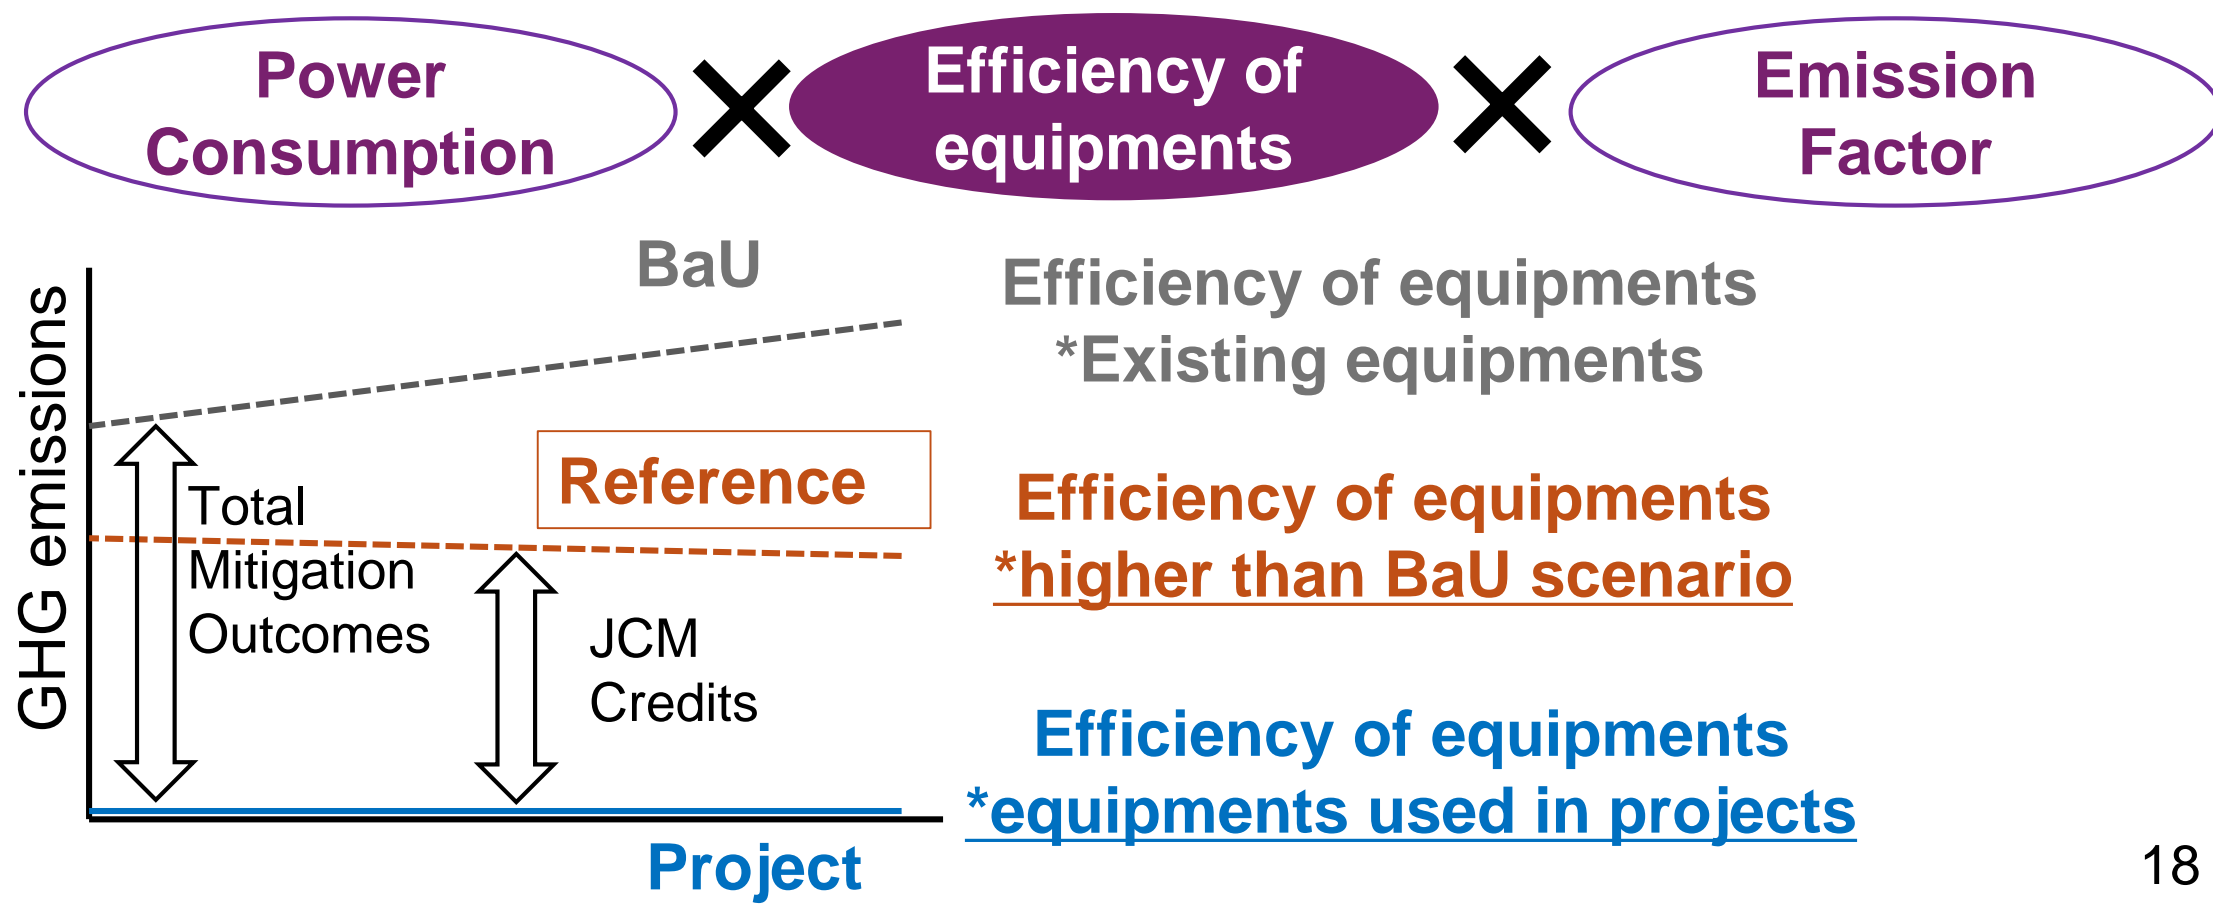 Power
Consumption
Efficiency of
equipments
Emission
Factor
BaU
Efficiency of equipments
*Existing equipments
GHG emissions
Total
Mitigation
Outcomes
Reference
Efficiency of equipments
*higher than BaU scenario
JCM
Credits
Efficiency of equipments
*equipments used in projects
Project
18